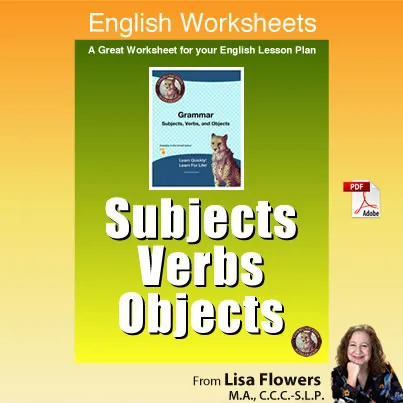 English Worksheets
A Great Worksheet for your English Lesson Plan
Grammar
Subjects, Verbs, and Objects
Learn Quickly!
Learn For Life!
Subjects
Verbs
Objects
PDF
Adobe
From Lisa Flowers
M.A., C.C.C.-S.L.P.